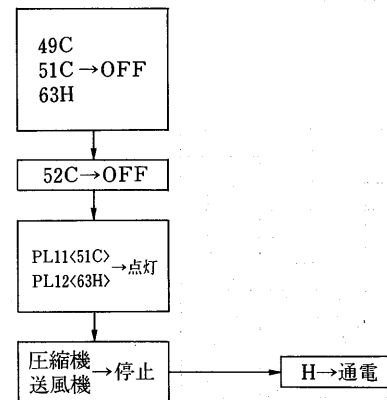 49C
51C→OFF
63H
52C→OFF
PL11<51C>
→点灯
PL12<63H>
圧縮機
→停止
送風機
H→通電